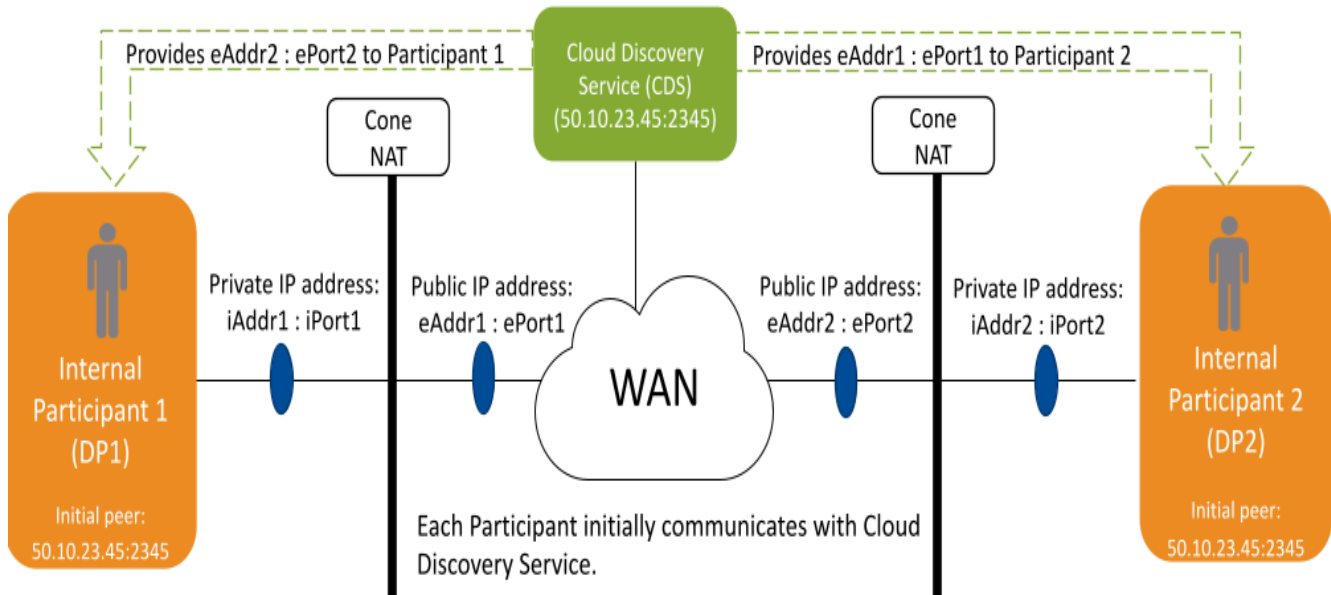 Provides eAddr2 : ePort2 to Participant 1
Cloud Discovery
Service (CDS)
(50.10.23.45:2345)
Provides eAddr1 : ePort1 to Participant 2
Cone
NAT
Cone
NAT
Private IP address:
iAddr1 : iPort1
Public IP address:
eAddr1 : ePort1
Public IP address:
eAddr2 : ePort2
Private IP address:
iAddr2 : iPort2
Internal
Participant 1
(DP1)
Initial peer:
50.10.23.45:2345
WAN
Internal
Participant 2
(DP2)
Initial peer:
50.10.23.45:2345
Each Participant initially communicates with Cloud
Discovery Service.